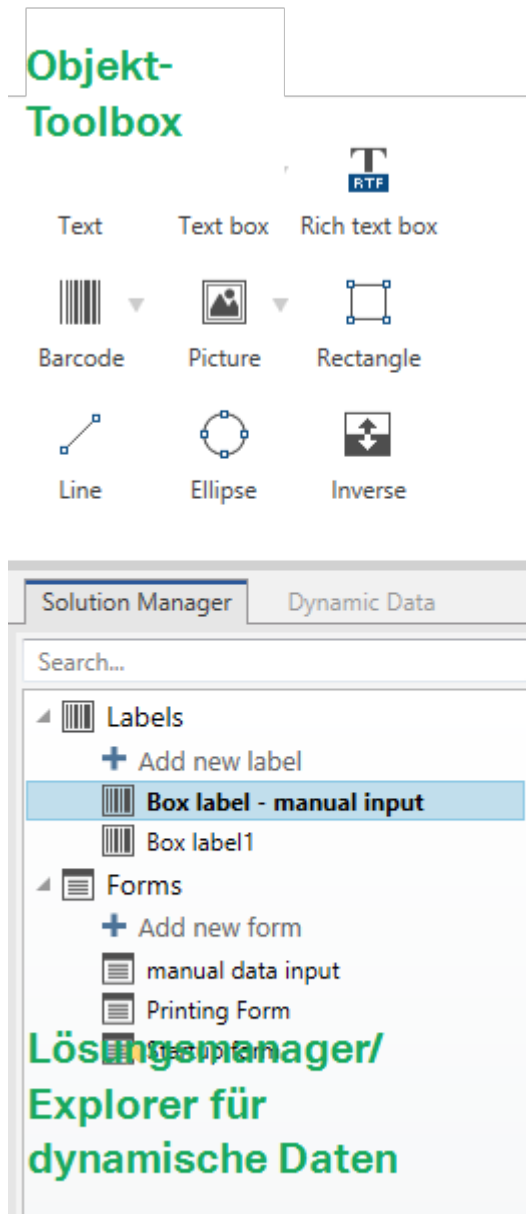 Objekt-
Toolbox
RTF
Text Text box Rich text box
Barcode Picture Rectangle
Line Ellipse Inverse
Solution Manager Dynamic Data
Search...
Labels
Add new label
Box label - manual input
Box label1
Forms
Add new form
manual data input
Printing Form
Startup form
Lösungsmanager/
Explorer für
dynamische Daten